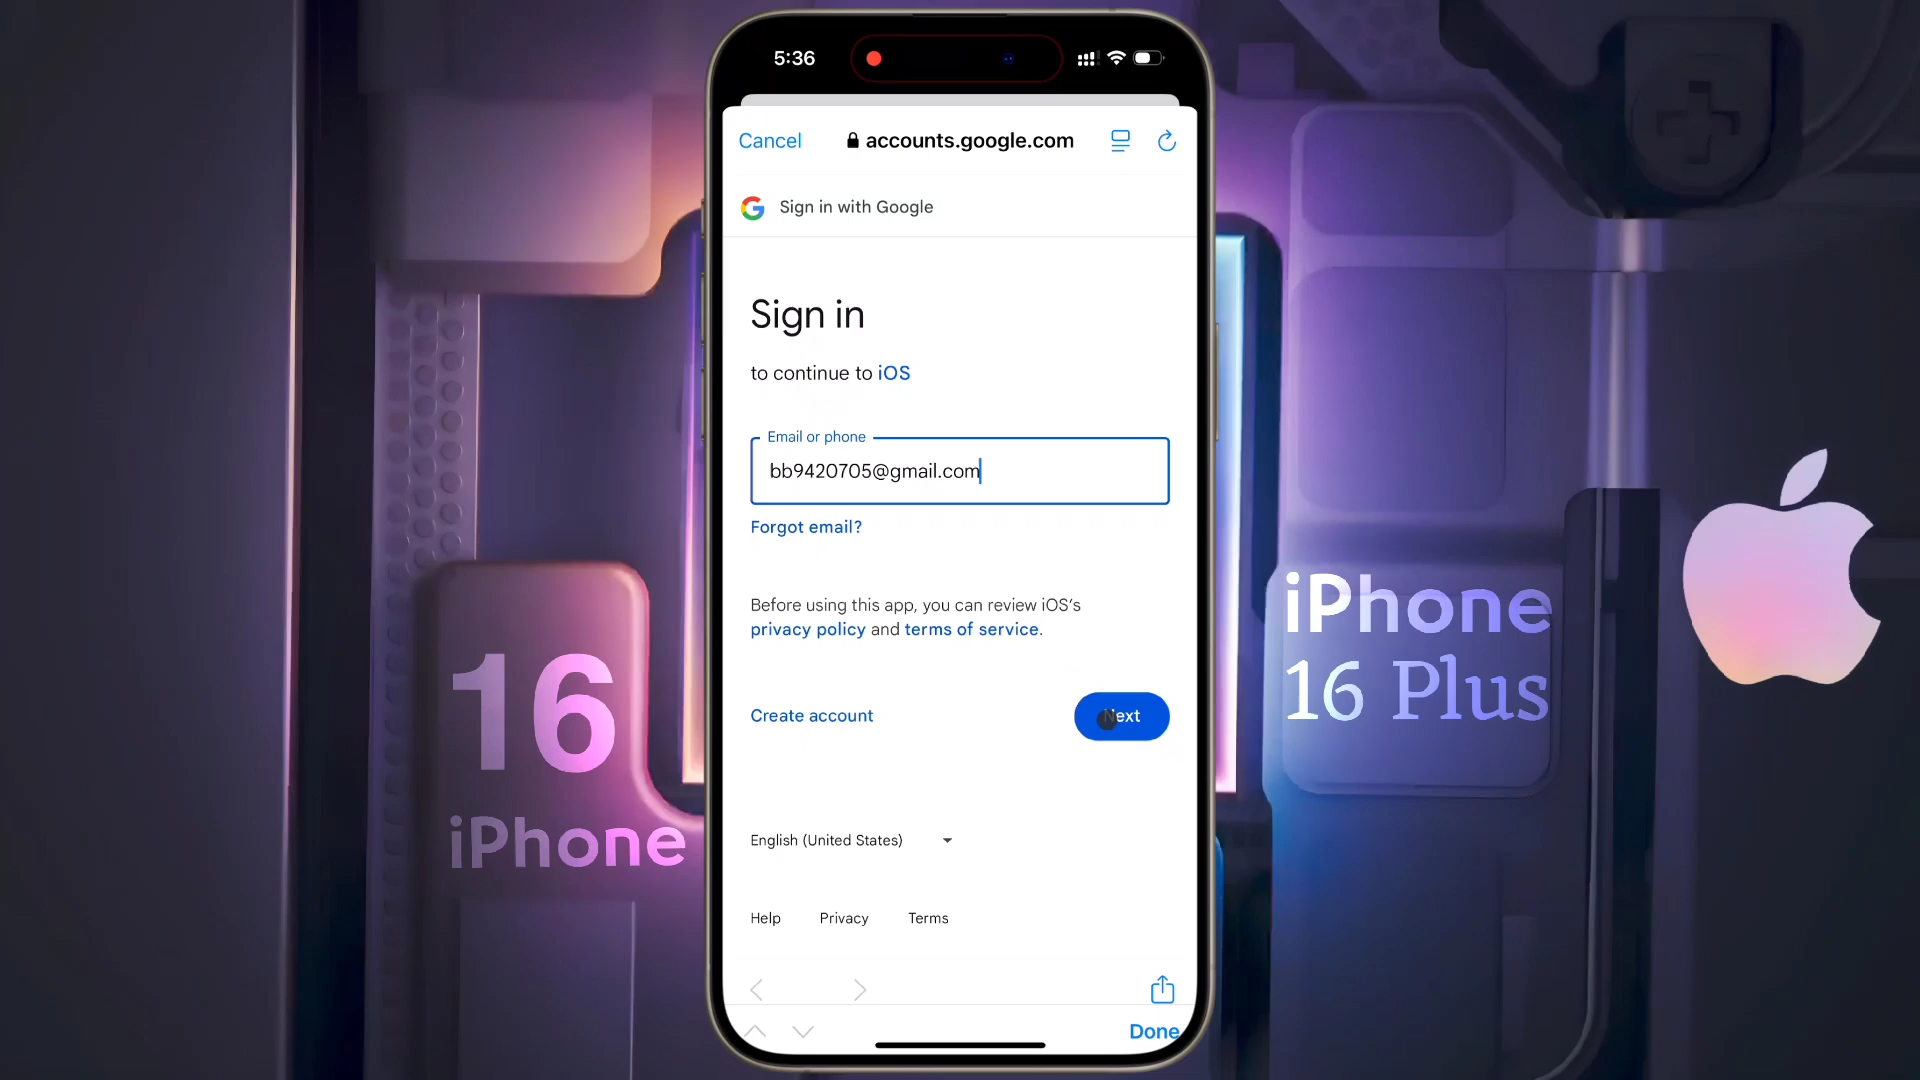 5:36
Cancel
accounts.google.com
Sign in with Google
Sign in
to continue to iOS
Email or phone
bb9420705@gmail.com
Forgot email?
Before using this app, you can review iOS's
privacy policy and terms of service.
Create account
Next
English (United States)
Help Privacy Terms
Done
16
iPhone
iPhone
16 Plus